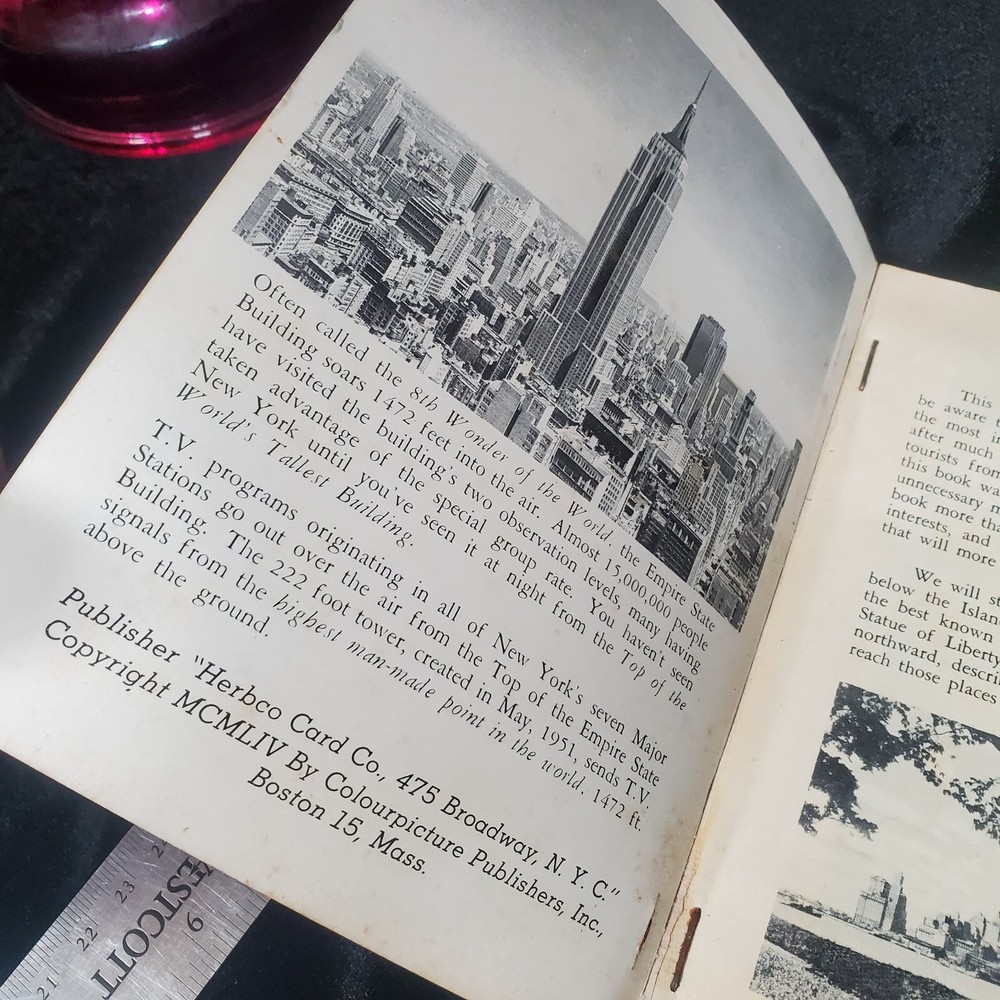 Often called the 8th Wonder of the World, the Empire State
Building soars 1472 feet into the air. Almost 15,000,000 people
have visited the building's two observation levels, many having
taken advantage of the special group rate. You haven't seen
New York until you've seen it at night from the Top of the
World's Tallest Building.
T.V. programs originating in all of New York's seven Major
Stations go out over the air from the Top of the Empire State
Building. The 222 foot tower, created in May, 1951, sends T.V.
signals from the highest man-made point in the world. 1472 ft.
above the ground.
Publisher "Herbco Card Co., 475 Broadway, N. Y. C."
Copyright MCMLIV By Colourpicture Publishers, Inc.,
Boston 15, Mass.
This
be aware
the most
after much
tourists from
this book
unnecessary
book more
interests, and
that will more
We will
below the
the best known
Statue of Liberty
northward,
reach those places
21 22 23
WESTCOTT
9